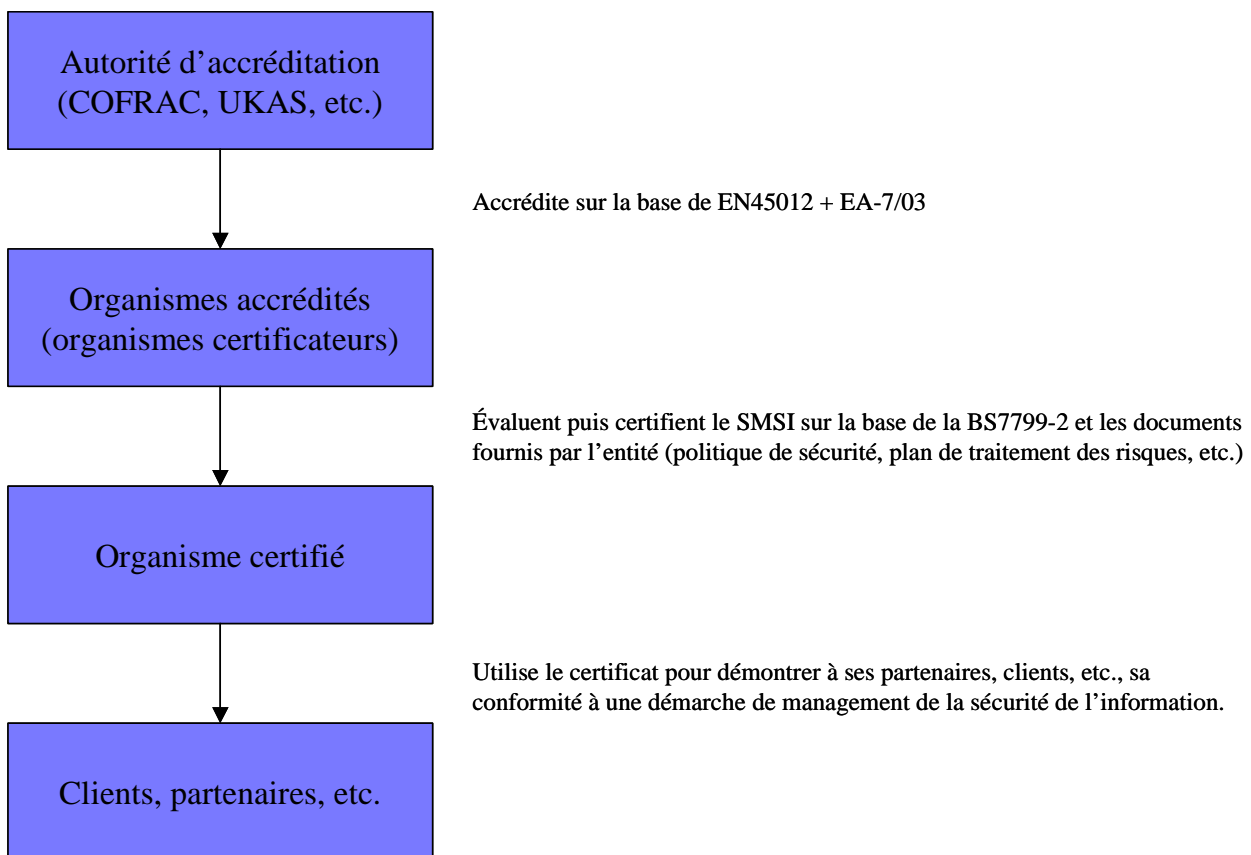 Autorité d’accréditation
(COFRAC, UKAS, etc.)
Accrédite sur la base de EN45012 + EA-7/03
Organismes accrédités
(organismes certificateurs)
Évaluent puis certifient le SMSI sur la base de la BS7799-2 et les documents
fournis par l’entité (politique de sécurité, plan de traitement des risques, etc.)
Organisme certifié
Utilise le certificat pour démontrer à ses partenaires, clients, etc., sa
conformité à une démarche de management de la sécurité de l’information.
Clients, partenaires, etc.